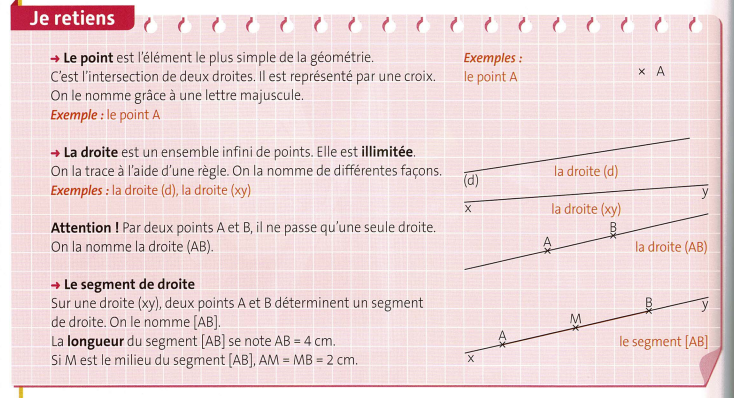 Je retiens
→ Le point est l'élément le plus simple de la géométrie.
C'est l'intersection de deux droites. Il est représenté par une croix.
On le nomme grâce à une lettre majuscule.
Exemple : le point A
Exemples :
le point A
× A
→ La droite est un ensemble infini de points. Elle est illimitée.
On la trace à l'aide d'une règle. On la nomme de différentes façons.
Exemples : la droite (d), la droite (xy)
(d)
la droite (d)
x
y
la droite (xy)
Attention ! Par deux points A et B, il ne passe qu'une seule droite.
On la nomme la droite (AB).
A
B
la droite (AB)
→ Le segment de droite
Sur une droite (xy), deux points A et B déterminent un segment
de droite. On le nomme [AB].
La longueur du segment [AB] se note AB = 4 cm.
Si M est le milieu du segment [AB], AM = MB = 2 cm.
x
A
M
B
y
le segment [AB]